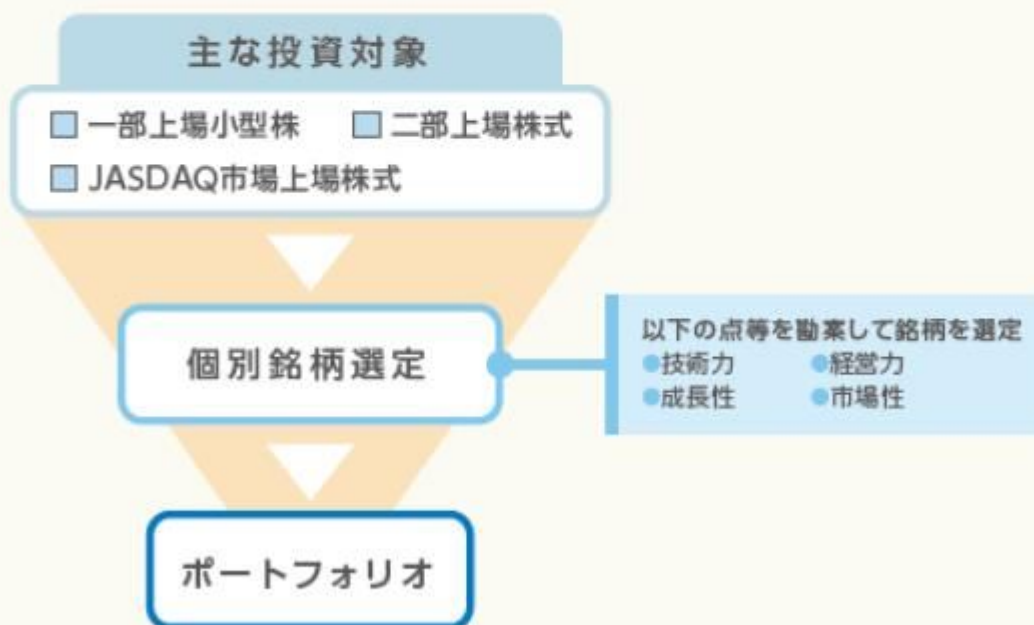 主な投資対象
一部上場小型株 二部上場株式
JASDAQ市場上場株式
個別銘柄選定
以下の点等を勘案して銘柄を選定
●技術力 ●経営力
●成長性 ●市場性
ポートフォリオ